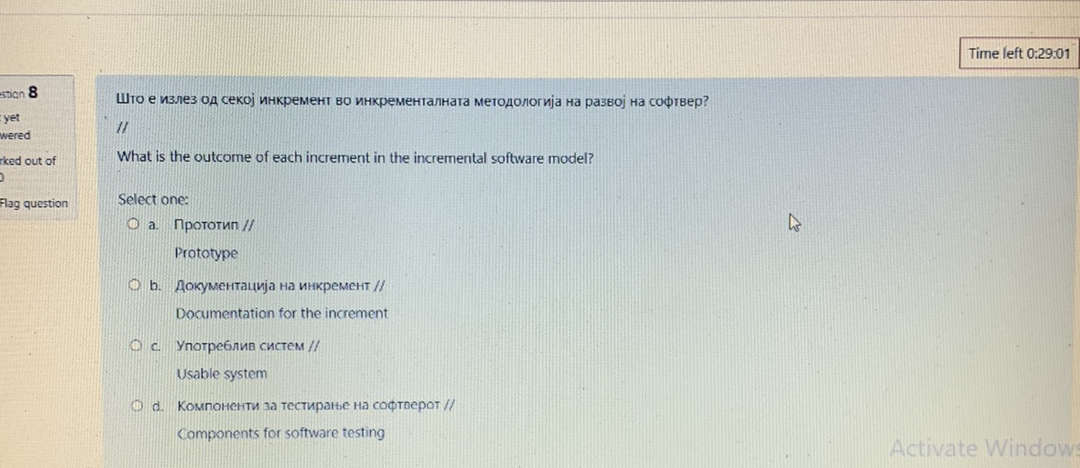 Time left 0:29:01
8
yet
wered
rked out of
Flag question
Што е излез од секој инкремент во инкременталната методологија на развој на софтвер?
//
What is the outcome of each increment in the incremental software model?
Select one:
a. Прототип //
Prototype
b. Документација на инкремент //
Documentation for the increment
c. Употреблив систем //
Usable system
d. Компоненти за тестирање на софтверот //
Components for software testing
Activate Windows